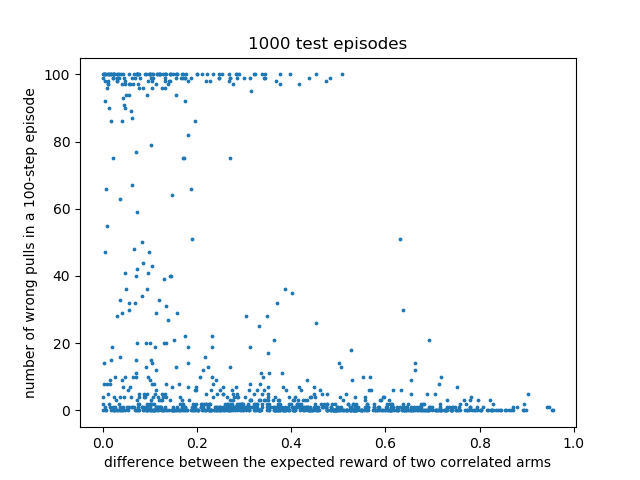 1000 test episodes
number of wrong pulls in a 100-step episode
100
80
60
40
20
0
0.0 0.2 0.4 0.6 0.8 1.0
difference between the expected reward of two correlated arms